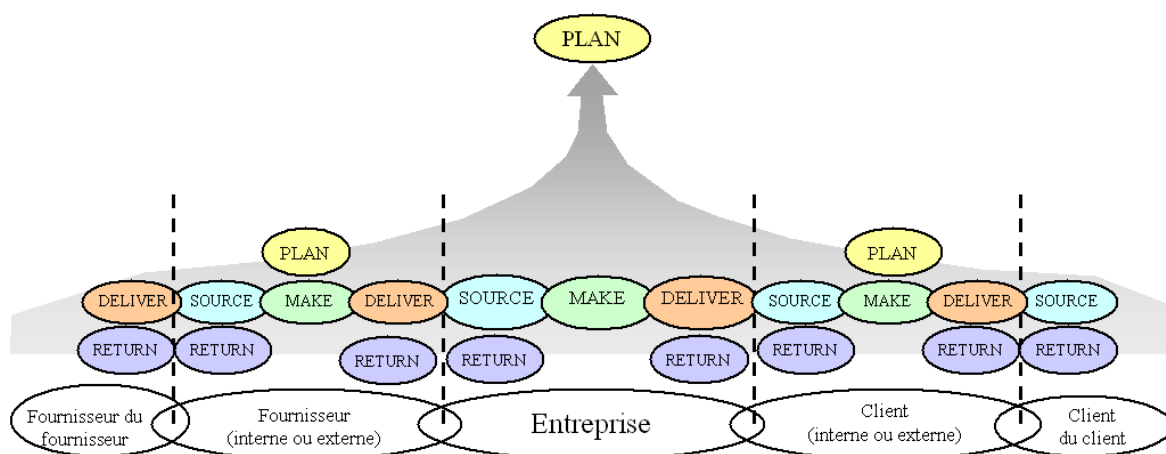 PLAN
PLAN PLAN
DELIVER SOURCE MAKE DELIVER SOURCE MAKE DELIVER SOURCE MAKE DELIVER SOURCE
RETURN RETURN RETURN RETURN RETURN RETURN RETURN RETURN
Fournisseur du
fournisseur
Fournisseur
(interne ou externe)
Entreprise
Client
(interne ou externe)
Client
du client